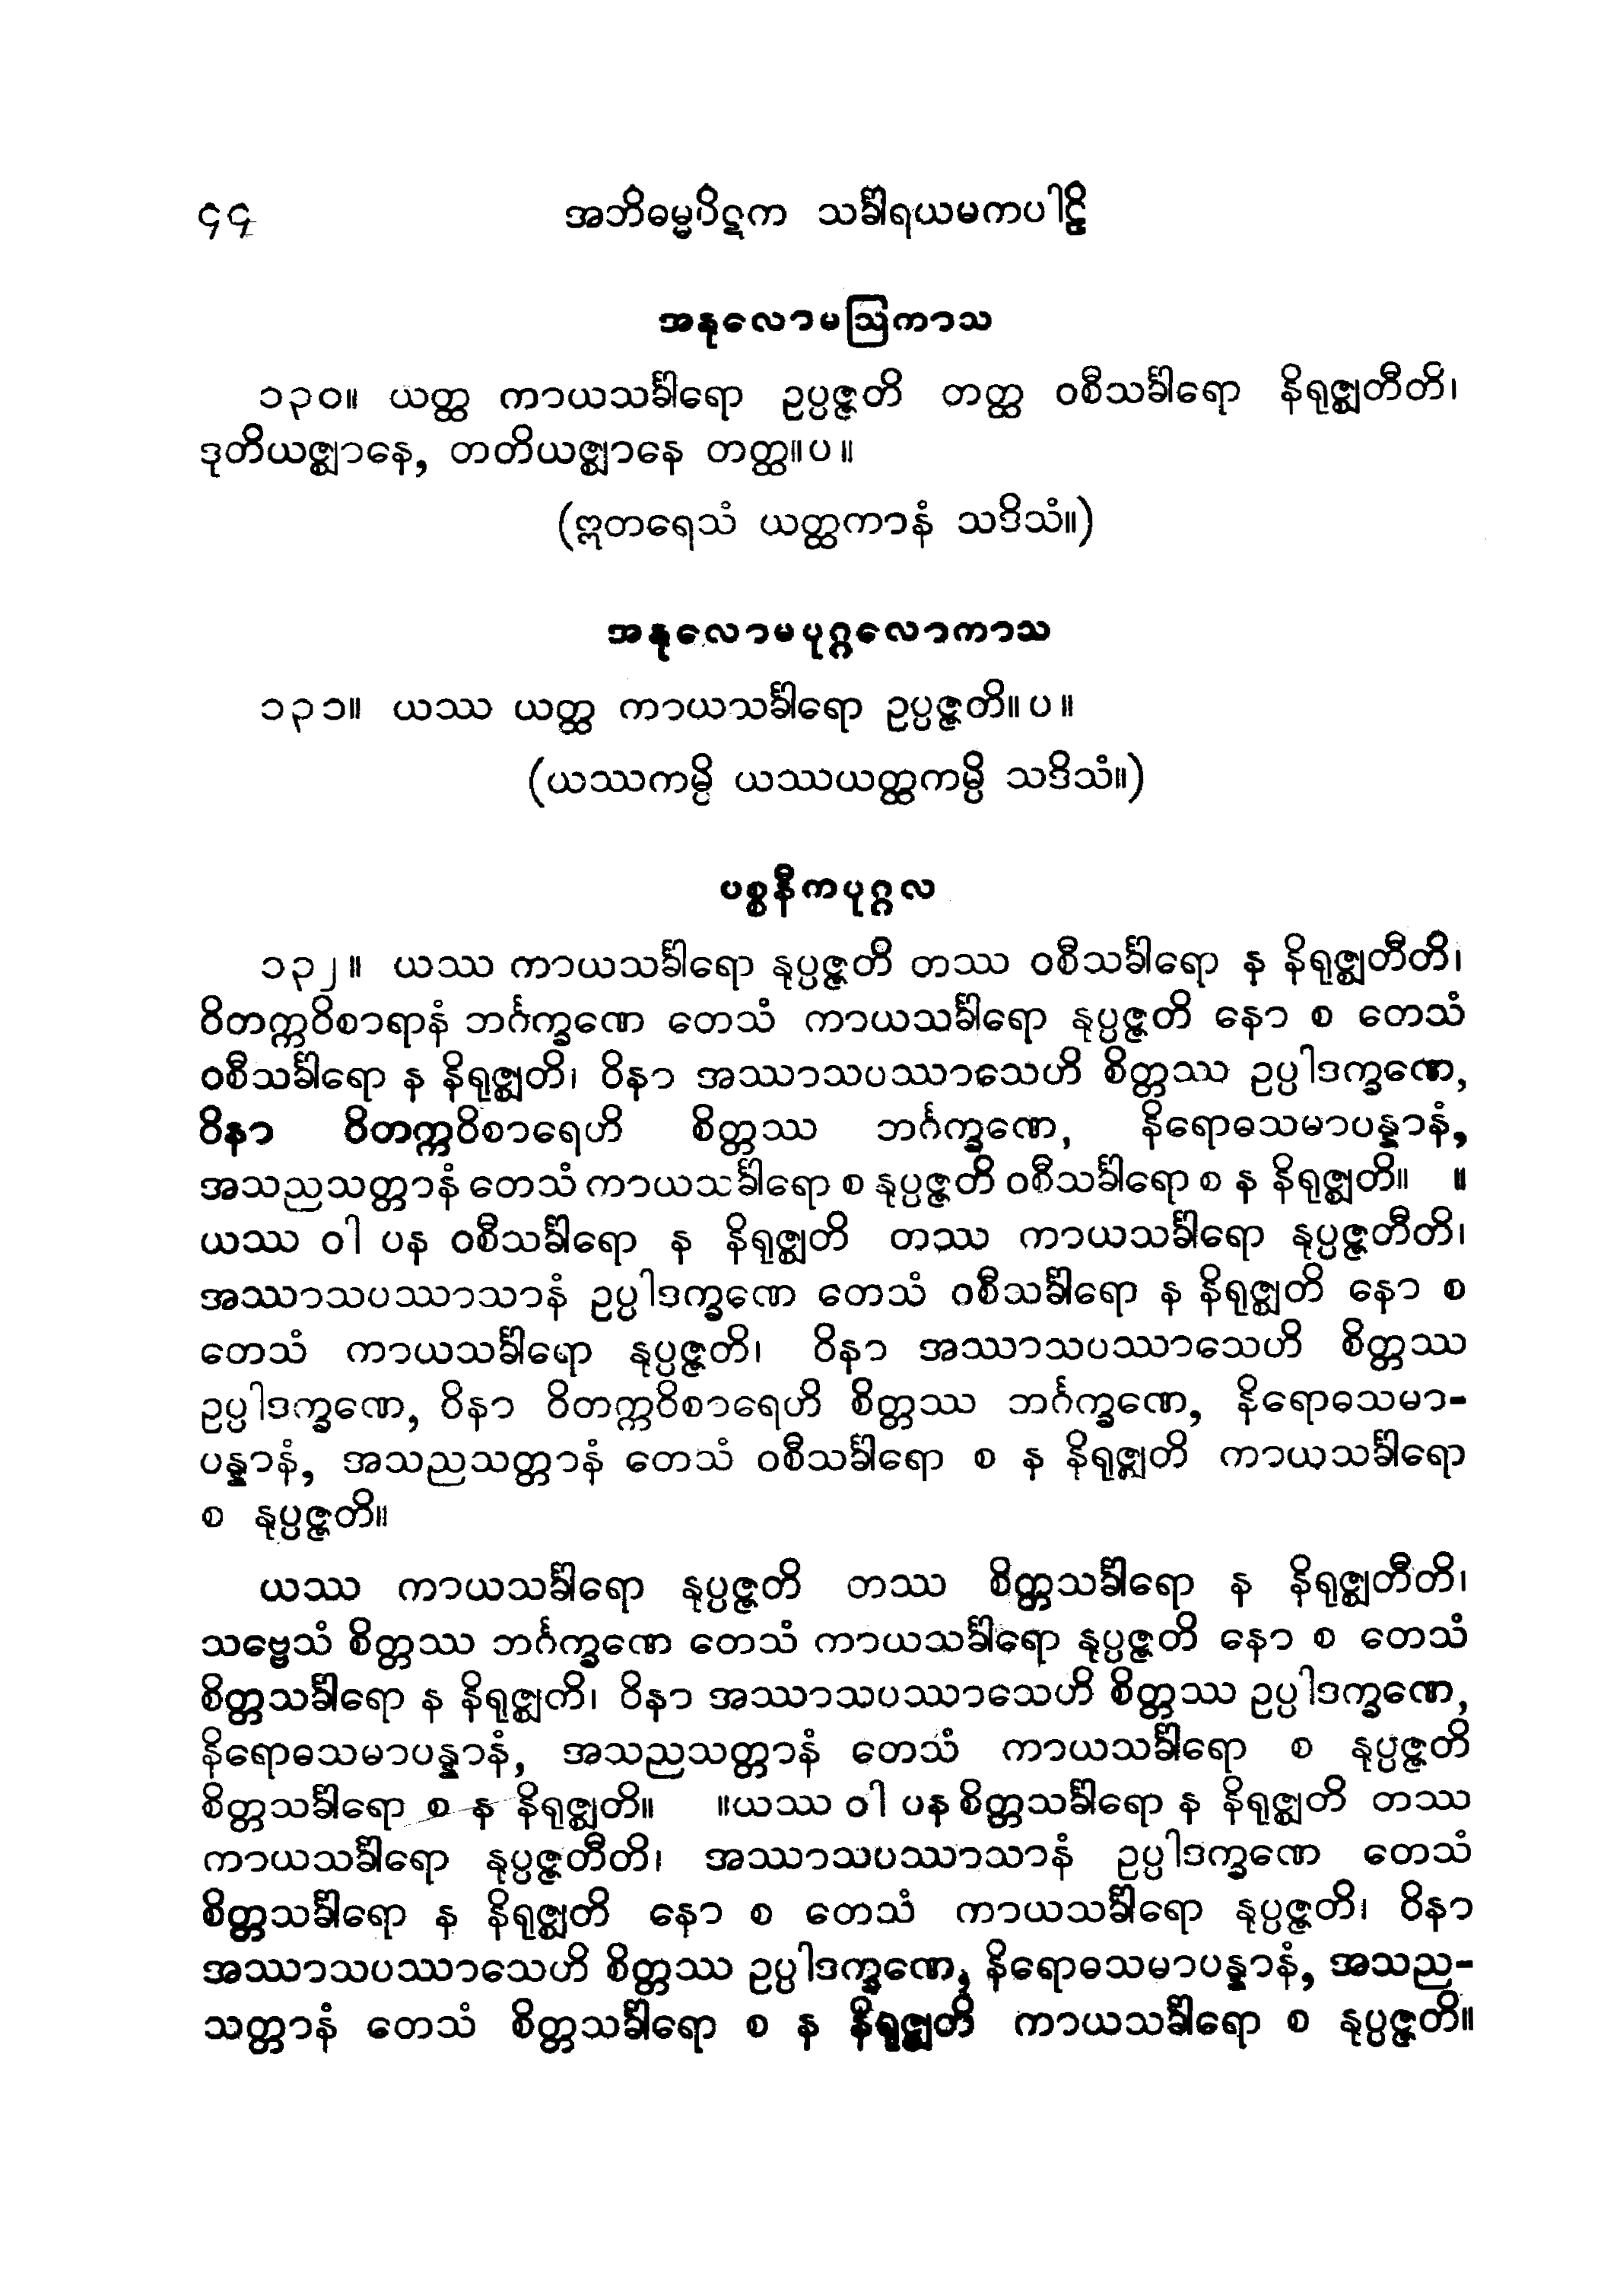 ၄၄ အဘိဓမ္မပိဋက သင်္ခါရယမကပါဠိ
အနုလောမဩကာသ
၁၃၀။ ယတ္ထ ကာယသင်္ခါရော ဥပ္ပဇ္ဇတိ တတ္ထ ဝစီသင်္ခါရော နိရုဇ္ဈတီတိ၊
ဒုတိယဇ္ဈာနေ, တတိယဇ္ဈာနေ တတ္ထ။ပ။
(ဣတရေသံ ယတ္ထကာနံ သဒိသံ။)
အနုလောမပုဂ္ဂလောကာသ
၁၃၁။ ယဿ ယတ္ထ ကာယသင်္ခါရော ဥပ္ပဇ္ဇတိ။ပ။
(ယဿကမ္ပိ ယဿယတ္ထကမ္ပိ သဒိသံ။)
ပစ္စနီကပုဂ္ဂလ
၁၃၂။ ယဿ ကာယသင်္ခါရော နုပ္ပဇ္ဇတိ တဿ ဝစီသင်္ခါရော န နိရုဇ္ဈတီတိ၊
ဝိတက္ကဝိစာရာနံ ဘင်္ဂက္ခဏေ တေသံ ကာယသင်္ခါရော နုပ္ပဇ္ဇတိ နော စ တေသံ
ဝစီသင်္ခါရော န နိရုဇ္ဈတိ၊ ဝိနာ အဿာသပဿာသေဟိ စိတ္တဿ ဥပ္ပါဒက္ခဏေ,
ဝိနာ ဝိတက္ကဝိစာရေဟိ စိတ္တဿ ဘင်္ဂက္ခဏေ, နိရောဓသမာပန္နာနံ,
အသညသတ္တာနံ တေသံ ကာယသင်္ခါရော စ နုပ္ပဇ္ဇတိ ဝစီသင်္ခါရော စ န နိရုဇ္ဈတိ။ ။
ယဿ ဝါ ပန ဝစီသင်္ခါရော န နိရုဇ္ဈတိ တဿ ကာယသင်္ခါရော နုပ္ပဇ္ဇတီတိ၊
အဿာသပဿာသာနံ ဥပ္ပါဒက္ခဏေ တေသံ ဝစီသင်္ခါရော န နိရုဇ္ဈတိ နော စ
တေသံ ကာယသင်္ခါရော နုပ္ပဇ္ဇတိ၊ ဝိနာ အဿာသပဿာသေဟိ စိတ္တဿ
ဥပ္ပါဒက္ခဏေ, ဝိနာ ဝိတက္ကဝိစာရေဟိ စိတ္တဿ ဘင်္ဂက္ခဏေ, နိရောဓသမာ-
ပန္နာနံ, အသညသတ္တာနံ တေသံ ဝစီသင်္ခါရော စ န နိရုဇ္ဈတိ ကာယသင်္ခါရော
စ နုပ္ပဇ္ဇတိ။
ယဿ ကာယသင်္ခါရော နုပ္ပဇ္ဇတိ တဿ စိတ္တသင်္ခါရော န နိရုဇ္ဈတီတိ၊
သဗ္ဗေသံ စိတ္တဿ ဘင်္ဂက္ခဏေ တေသံ ကာယသင်္ခါရော နုပ္ပဇ္ဇတိ နော စ တေသံ
စိတ္တသင်္ခါရော န နိရုဇ္ဈတိ၊ ဝိနာ အဿာသပဿာသေဟိ စိတ္တဿ ဥပ္ပါဒက္ခဏေ,
နိရောဓသမာပန္နာနံ, အသညသတ္တာနံ တေသံ ကာယသင်္ခါရော စ နုပ္ပဇ္ဇတိ
စိတ္တသင်္ခါရော စ န နိရုဇ္ဈတိ။ ။ယဿ ဝါ ပန စိတ္တသင်္ခါရော န နိရုဇ္ဈတိ တဿ
ကာယသင်္ခါရော နုပ္ပဇ္ဇတီတိ၊ အဿာသပဿာသာနံ ဥပ္ပါဒက္ခဏေ တေသံ
စိတ္တသင်္ခါရော န နိရုဇ္ဈတိ နော စ တေသံ ကာယသင်္ခါရော နုပ္ပဇ္ဇတိ၊ ဝိနာ
အဿာသပဿာသေဟိ စိတ္တဿ ဥပ္ပါဒက္ခဏေ, နိရောဓသမာပန္နာနံ, အသည-
သတ္တာနံ တေသံ စိတ္တသင်္ခါရော စ န နိရုဇ္ဈတိ ကာယသင်္ခါရော စ နုပ္ပဇ္ဇတိ။